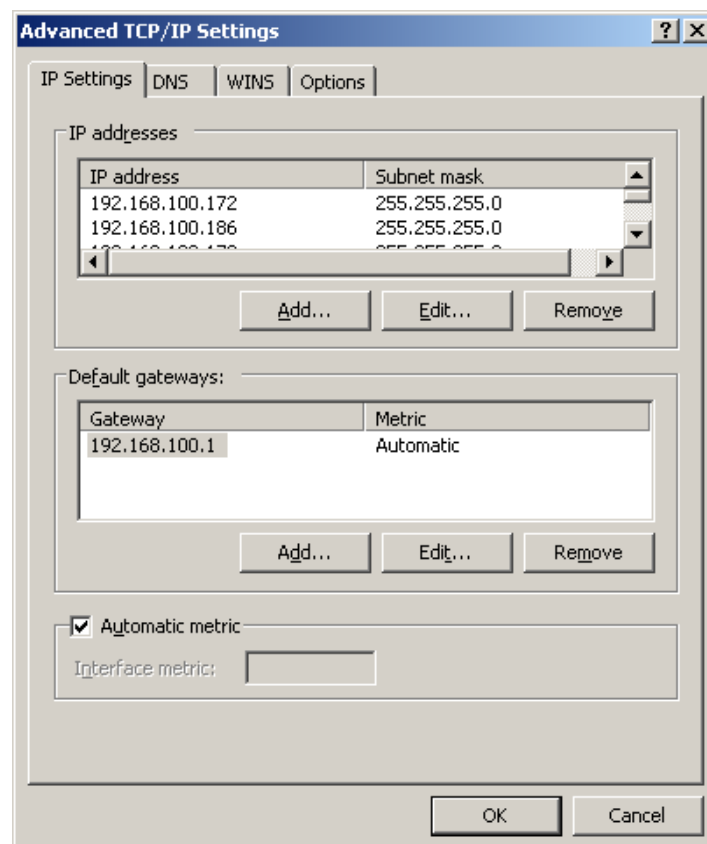 Advanced TCP/IP Settings
IP Settings DNS WINS Options
IP addresses
IP address Subnet mask
192.168.100.172 255.255.255.0
192.168.100.186 255.255.255.0
Add... Edit... Remove
Default gateways:
Gateway Metric
192.168.100.1 Automatic
Add... Edit... Remove
Automatic metric
Interface metric:
OK Cancel